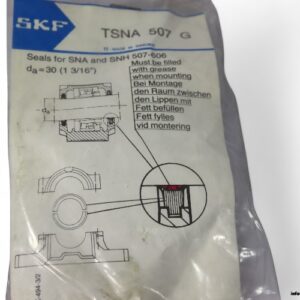 SKF
TSNA 507 G
Seals for SNA and SNH 507-606
da=30 (1 3/16")
Must be filled
with grease
when mounting
Bei Montage
den Raum zwischen
den Lippen mit
Fett befüllen
Fett fylles
vid montering
da